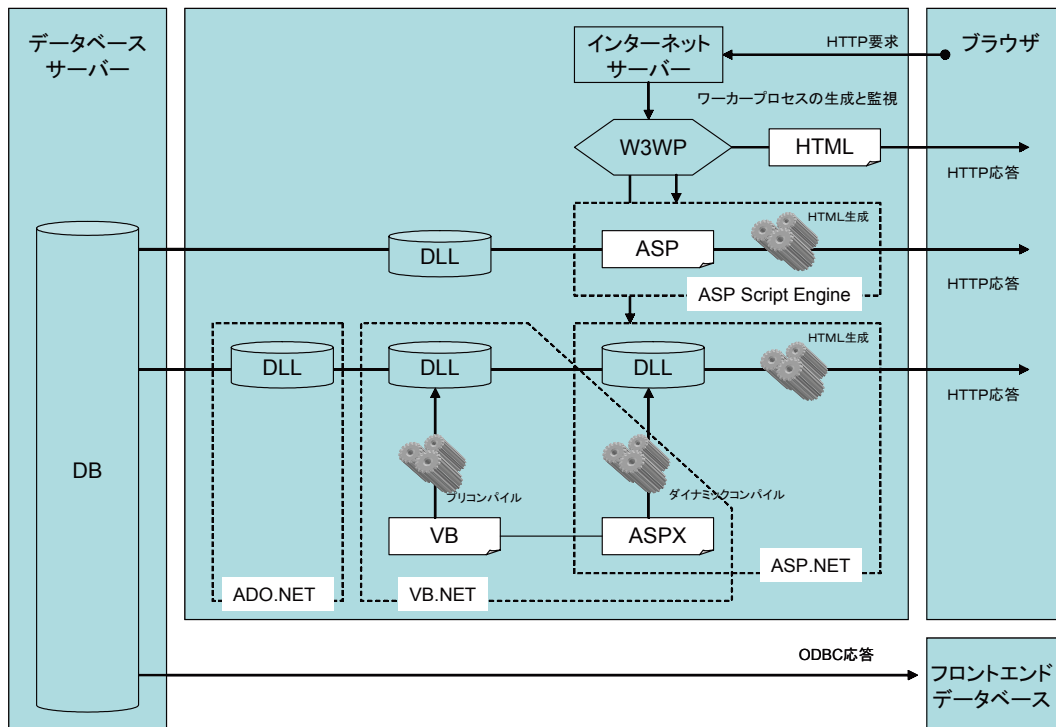 データベース
サーバー
インターネット
サーバー
HTTP要求
ブラウザ
ワーカープロセスの生成と監視
W3WP
HTML
HTTP応答
HTML生成
DLL
ASP
ASP Script Engine
HTTP応答
HTML生成
DLL
DLL
DLL
HTTP応答
DB
プリコンパイル
ダイナミックコンパイル
VB
ASPX
ASP.NET
ADO.NET
VB.NET
ODBC応答
フロントエンド
データベース